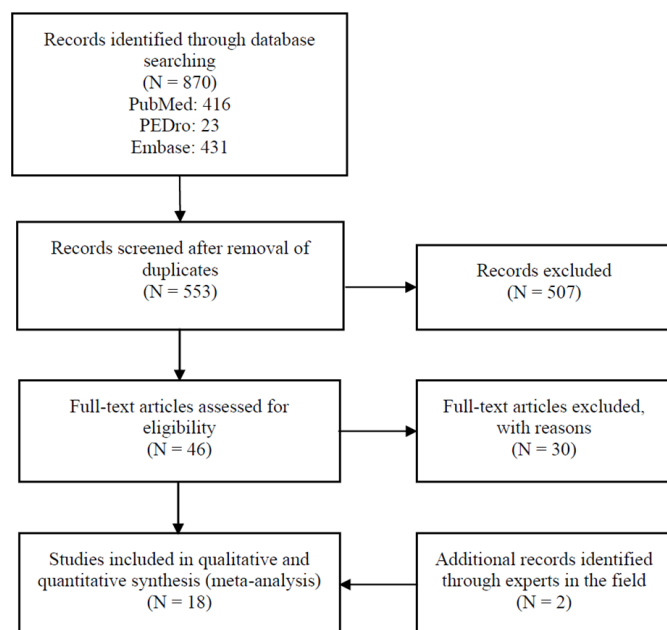 Records identified through database
searching
(N = 870)
PubMed: 416
PEDro: 23
Embase: 431
Records screened after removal of
duplicates
(N = 553)
Records excluded
(N = 507)
Full-text articles assessed for
eligibility
(N = 46)
Full-text articles excluded,
with reasons
(N = 30)
Studies included in qualitative and
quantitative synthesis (meta-analysis)
(N = 18)
Additional records identified
through experts in the field
(N = 2)